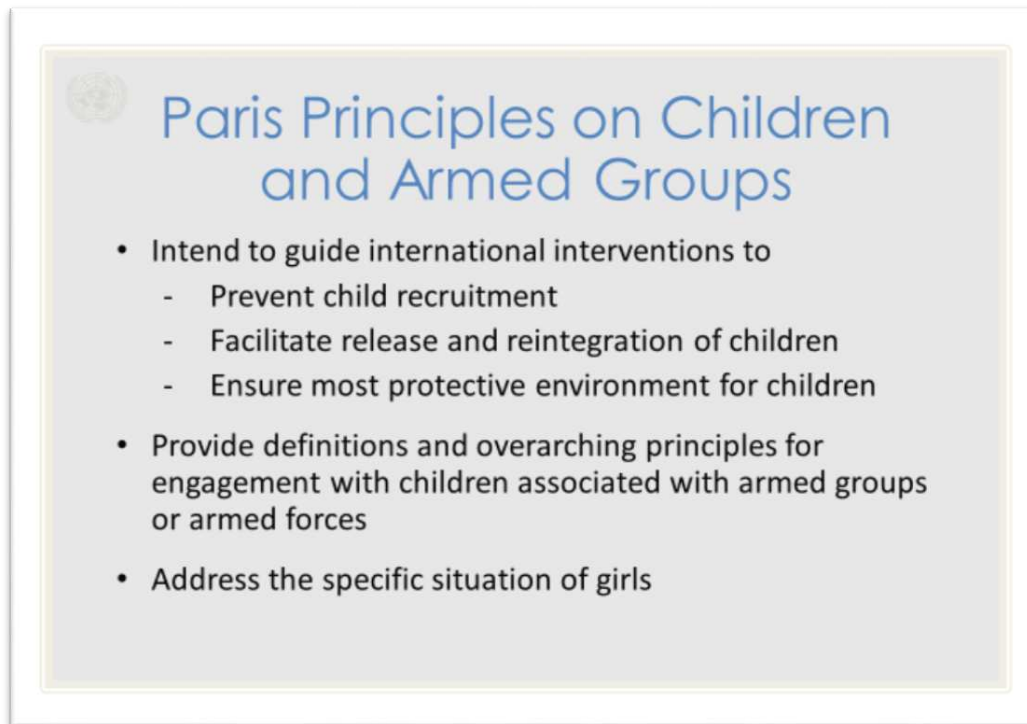 Paris Principles on Children
and Armed Groups
• Intend to guide international interventions to
- Prevent child recruitment
- Facilitate release and reintegration of children
- Ensure most protective environment for children
• Provide definitions and overarching principles for
engagement with children associated with armed groups
or armed forces
• Address the specific situation of girls